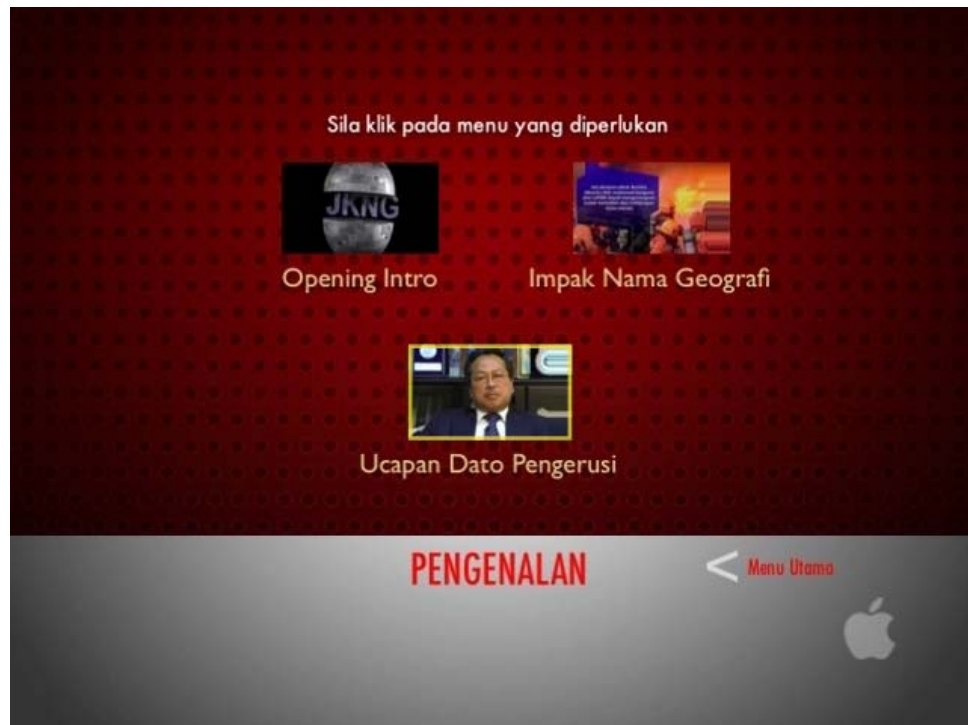 Sila klik pada menu yang diperlukan
JKNG
Opening Intro
Impak Nama Geografi
Ucapan Dato Pengerusi
PENGENALAN
< Menu Utama